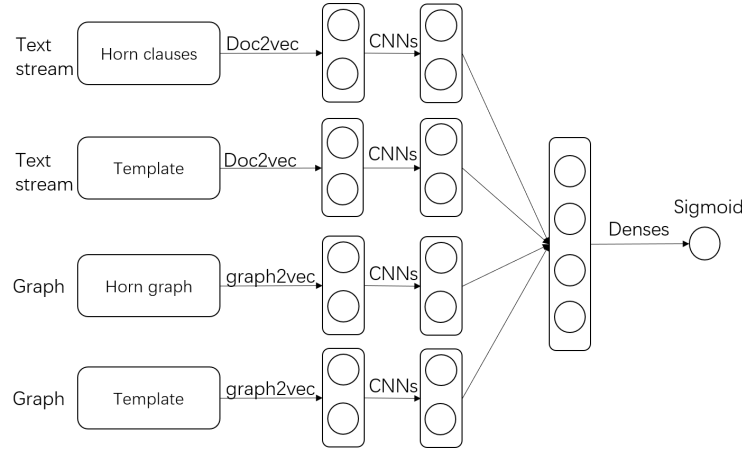 Text
stream
Horn clauses
Doc2vec
CNNs
Text
stream
Template
Doc2vec
CNNs
Sigmoid
Denses
Graph
Horn graph
graph2vec
CNNs
Graph
Template
graph2vec
CNNs